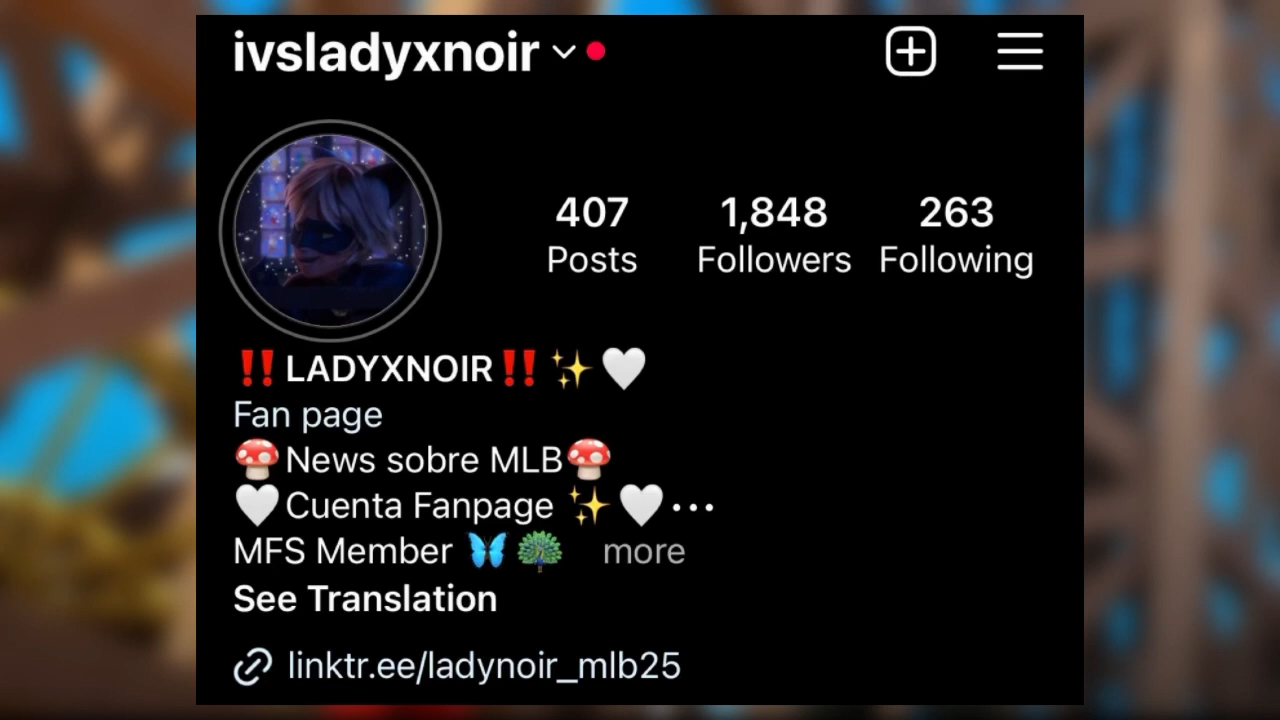 ivsladyxnoir
407 1,848 263
Posts Followers Following
‼️LADYXNOIR‼️✨🤍
Fan page
🍄News sobre MLB🍄
🤍Cuenta Fanpage ✨🤍...
MFS Member 🦋🦚 more
See Translation
linktr.ee/ladynoir_mlb25